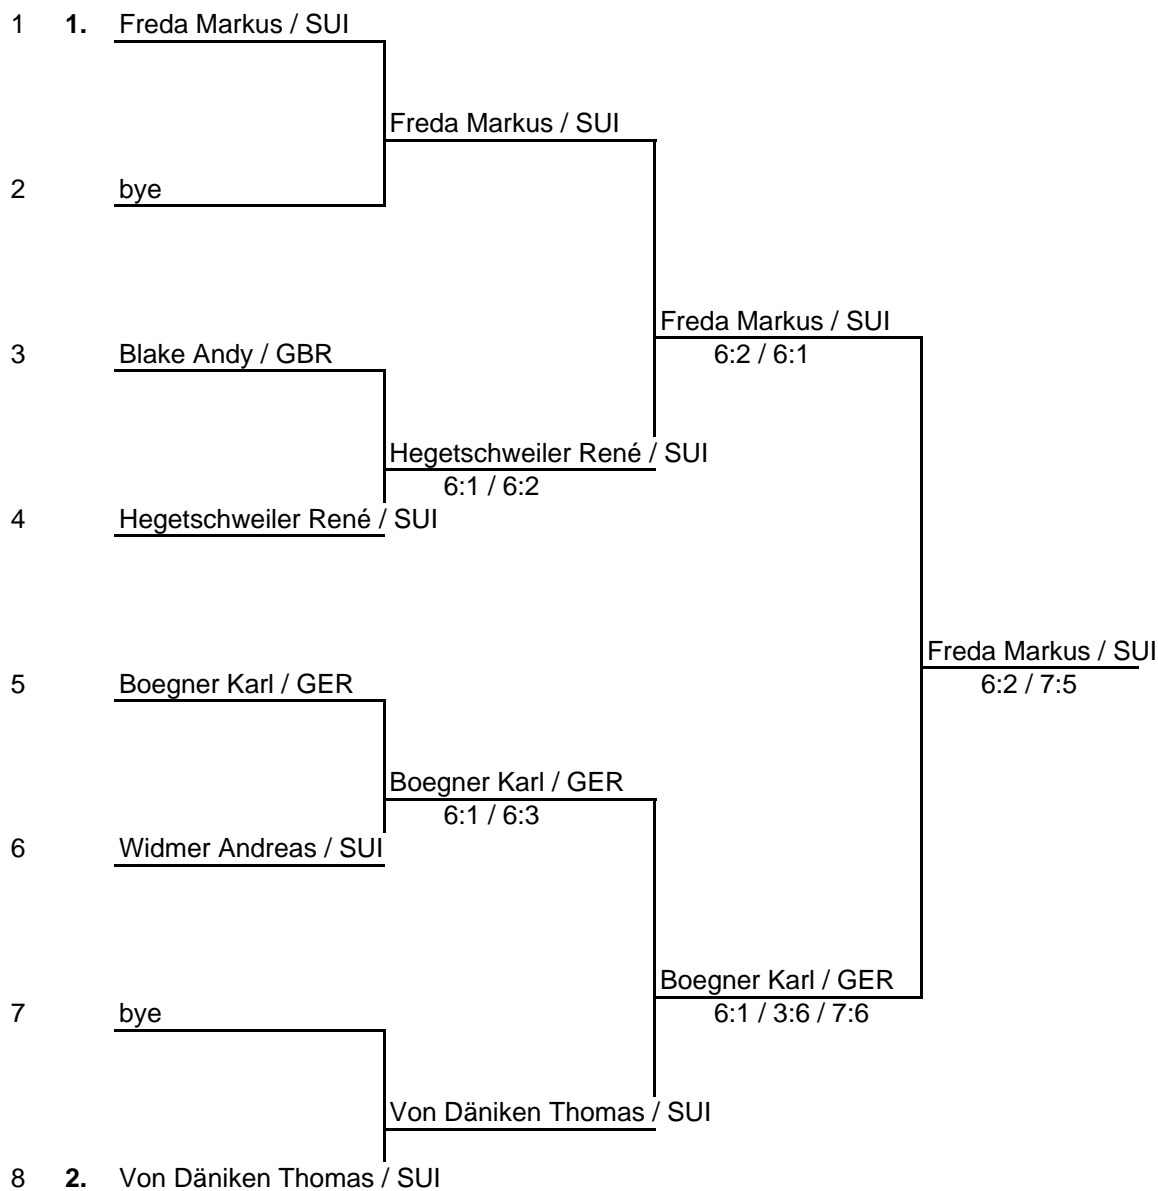 1 1. Freda Markus / SUI
Freda Markus / SUI
2 bye
Freda Markus / SUI
3 Blake Andy / GBR 6:2 / 6:1
Hegetschweiler René / SUI
6:1 / 6:2
4 Hegetschweiler René / SUI
Freda Markus / SUI
5 Boegner Karl / GER 6:2 / 7:5
Boegner Karl / GER
6:1 / 6:3
6 Widmer Andreas / SUI
Boegner Karl / GER
7 bye 6:1 / 3:6 / 7:6
Von Däniken Thomas / SUI
8 2. Von Däniken Thomas / SUI